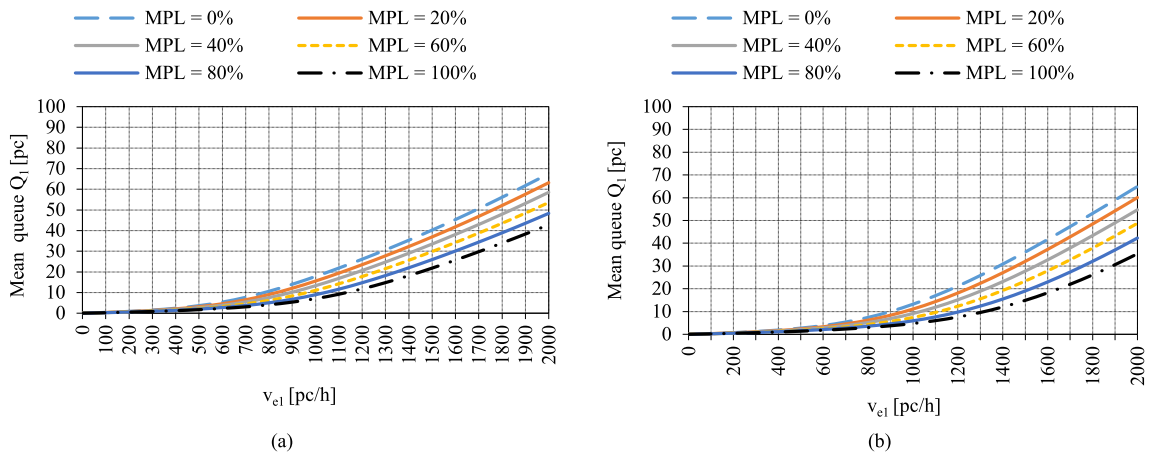 MPL = 0% MPL = 20%
MPL = 40% MPL = 60%
MPL = 80% MPL = 100%
Mean queue Q1 [pc]
100
90
80
70
60
50
40
30
20
10
0
0 100 200 300 400 500 600 700 800 900 1000 1100 1200 1300 1400 1500 1600 1700 1800 1900 2000
ve1 [pc/h]
(a)
MPL = 0% MPL = 20%
MPL = 40% MPL = 60%
MPL = 80% MPL = 100%
Mean queue Q1 [pc]
100
90
80
70
60
50
40
30
20
10
0
0 200 400 600 800 1000 1200 1400 1600 1800 2000
ve1 [pc/h]
(b)